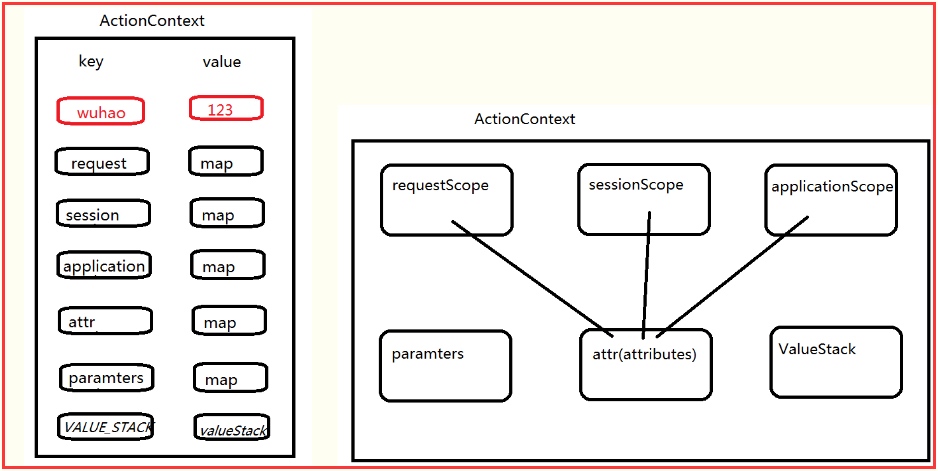 ActionContext
key value
wuhao 123
request map
session map
application map
attr map
paramters map
VALUE_STACK valueStack
ActionContext
requestScope sessionScope applicationScope
paramters attr(attributes) ValueStack